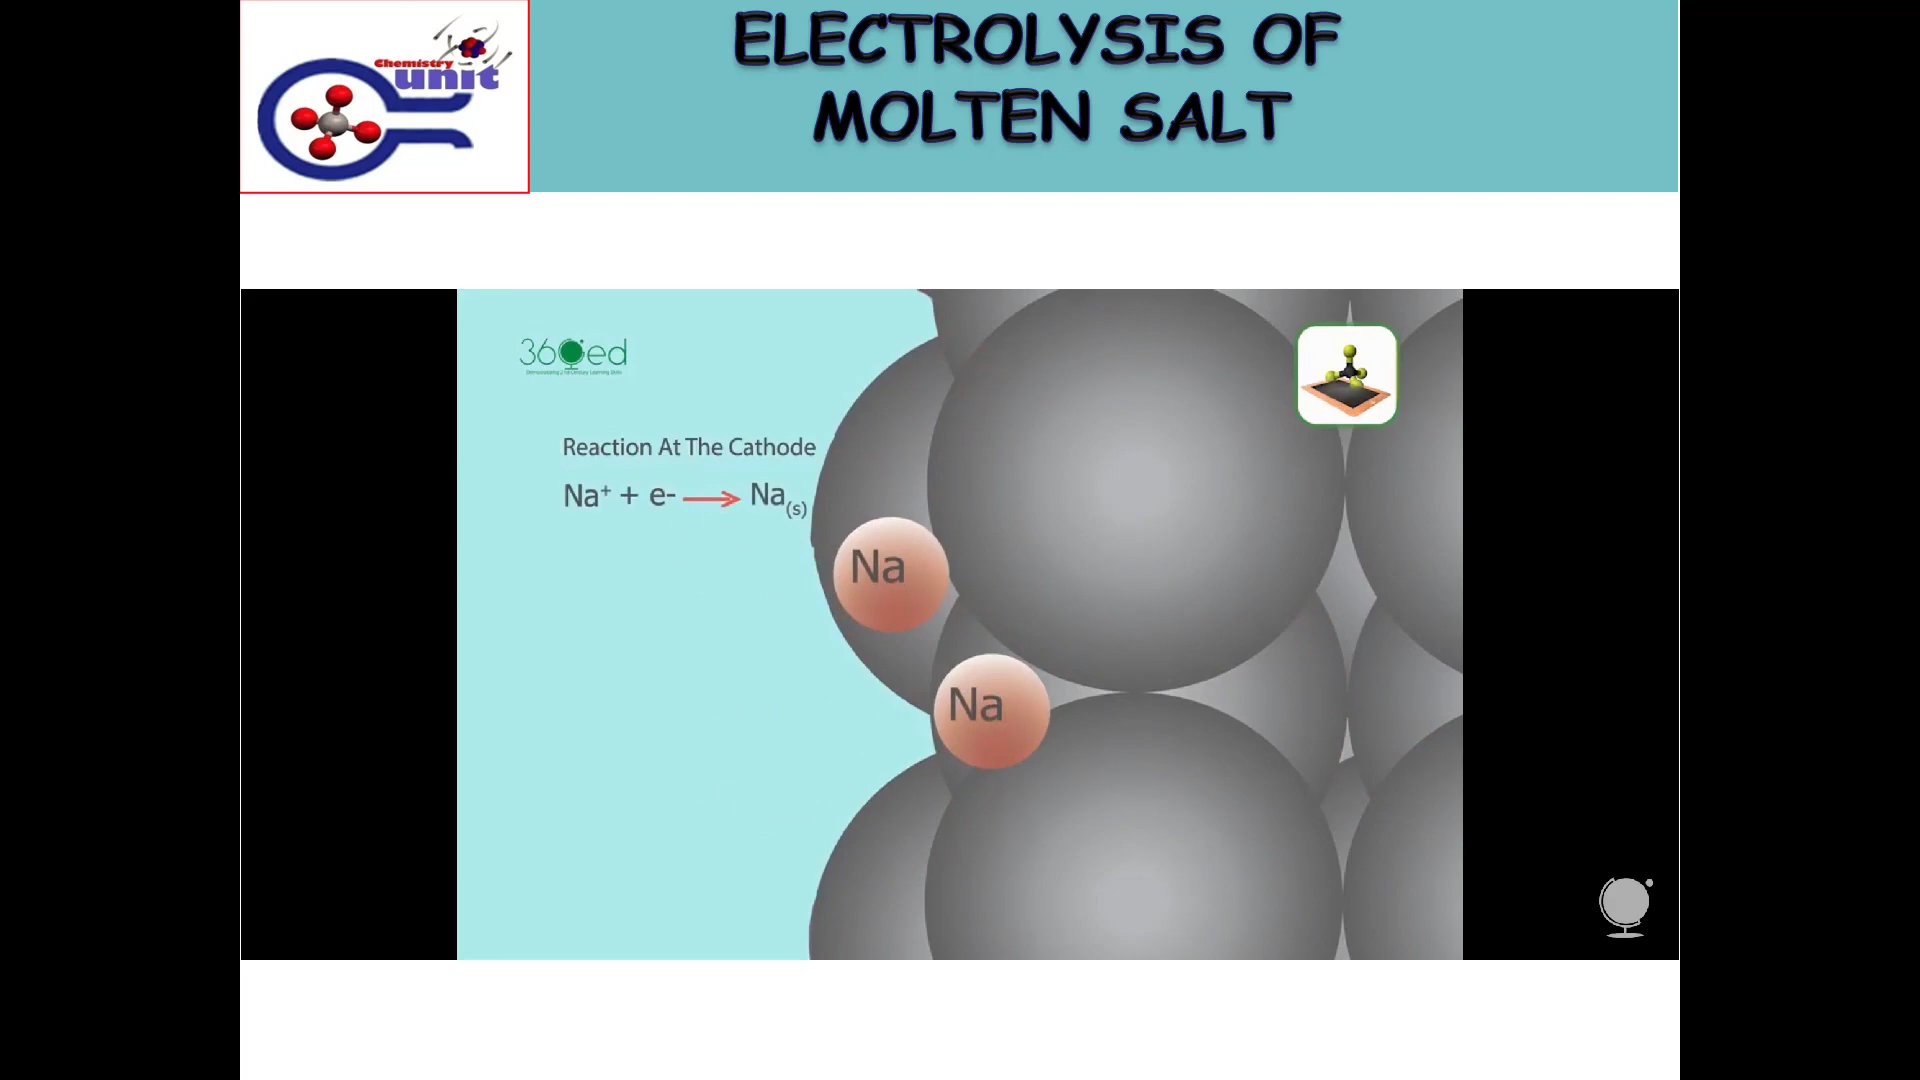 Chemistry
unit
ELECTROLYSIS OF
MOLTEN SALT
360ed
Reaction At The Cathode
Na⁺ + e- → Na(s)
Na
Na